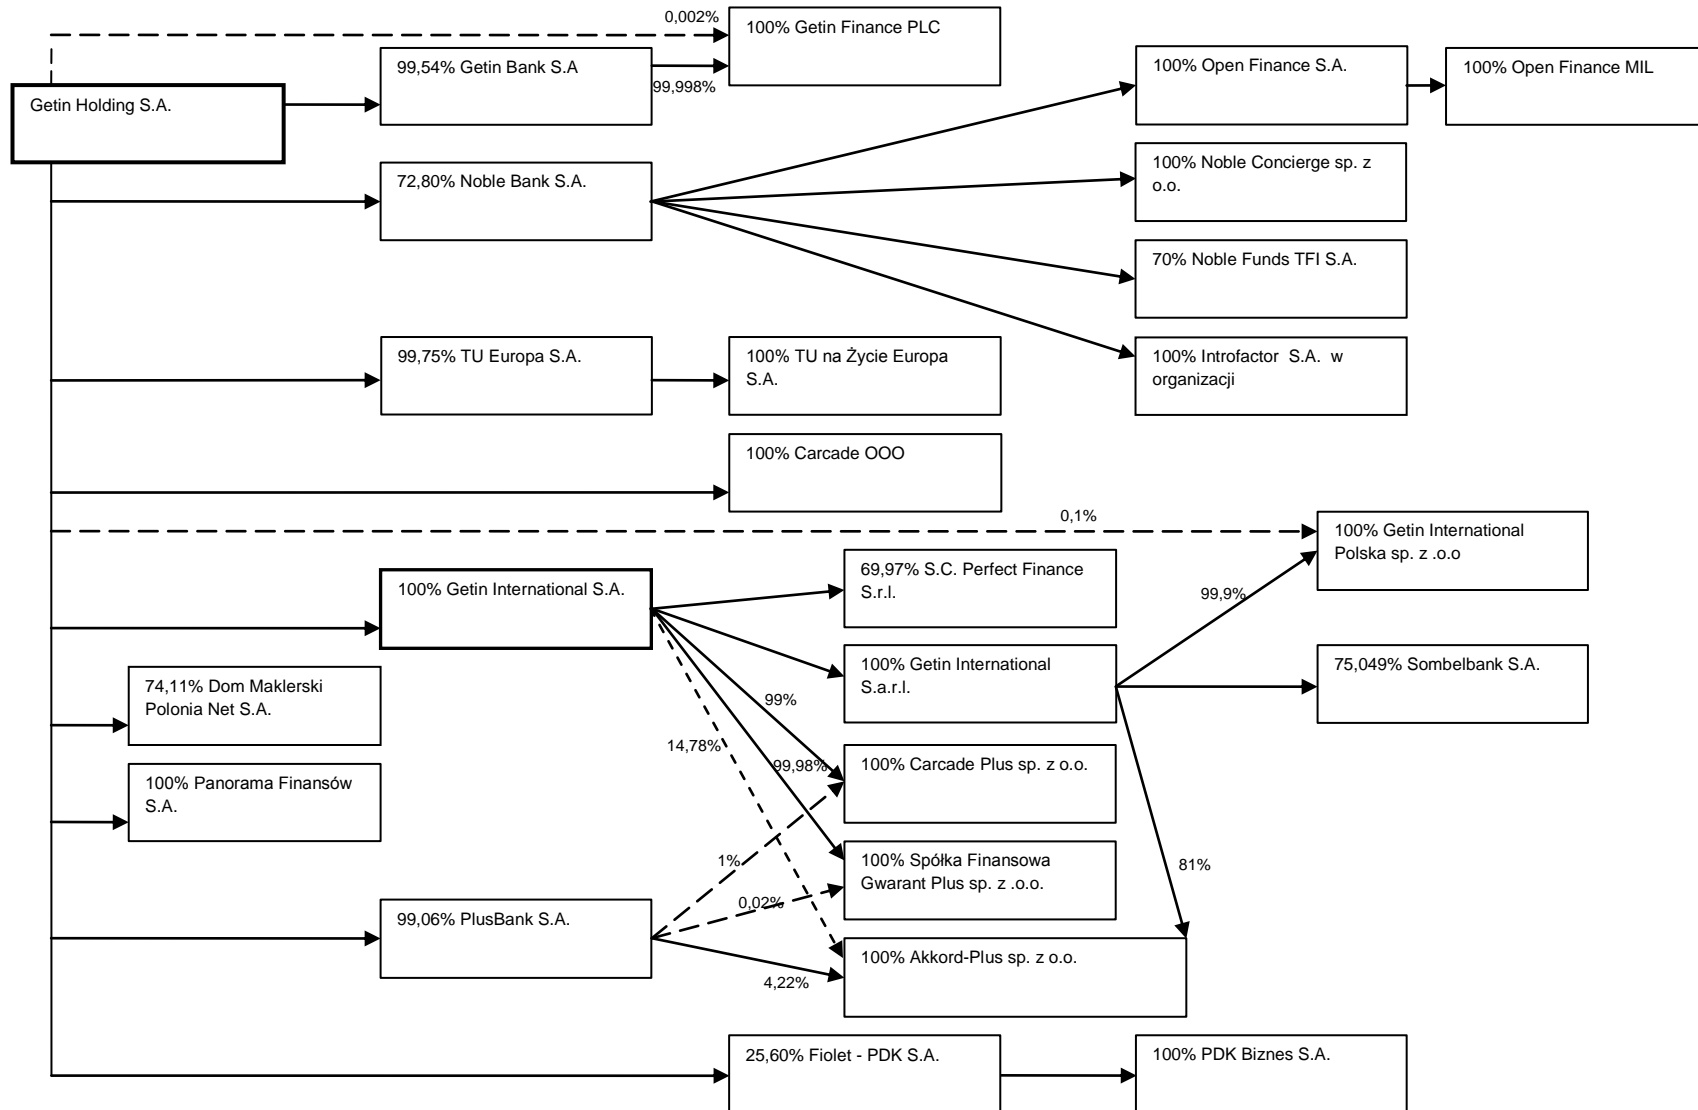 0,002%
100% Getin Finance PLC
99,54% Getin Bank S.A
99,998%
100% Open Finance S.A.
100% Open Finance MIL
Getin Holding S.A.
100% Noble Concierge sp. z
o.o.
72,80% Noble Bank S.A.
70% Noble Funds TFI S.A.
99,75% TU Europa S.A.
100% TU na Życie Europa
S.A.
100% Introfactor  S.A.  w
organizacji
100% Carcade OOO
0,1%
100% Getin International
Polska sp. z .o.o
69,97% S.C. Perfect Finance
S.r.l.
100% Getin International S.A.
99,9%
100% Getin International
S.a.r.l.
75,049% Sombelbank S.A.
74,11% Dom Maklerski
Polonia Net S.A.
99%
14,78%
99,98%
100% Carcade Plus sp. z o.o.
100% Panorama Finansów
S.A.
1%
100% Spółka Finansowa
Gwarant Plus sp. z .o.o.
81%
0,02%
99,06% PlusBank S.A.
100% Akkord-Plus sp. z o.o.
4,22%
25,60% Fiolet - PDK S.A.
100% PDK Biznes S.A.